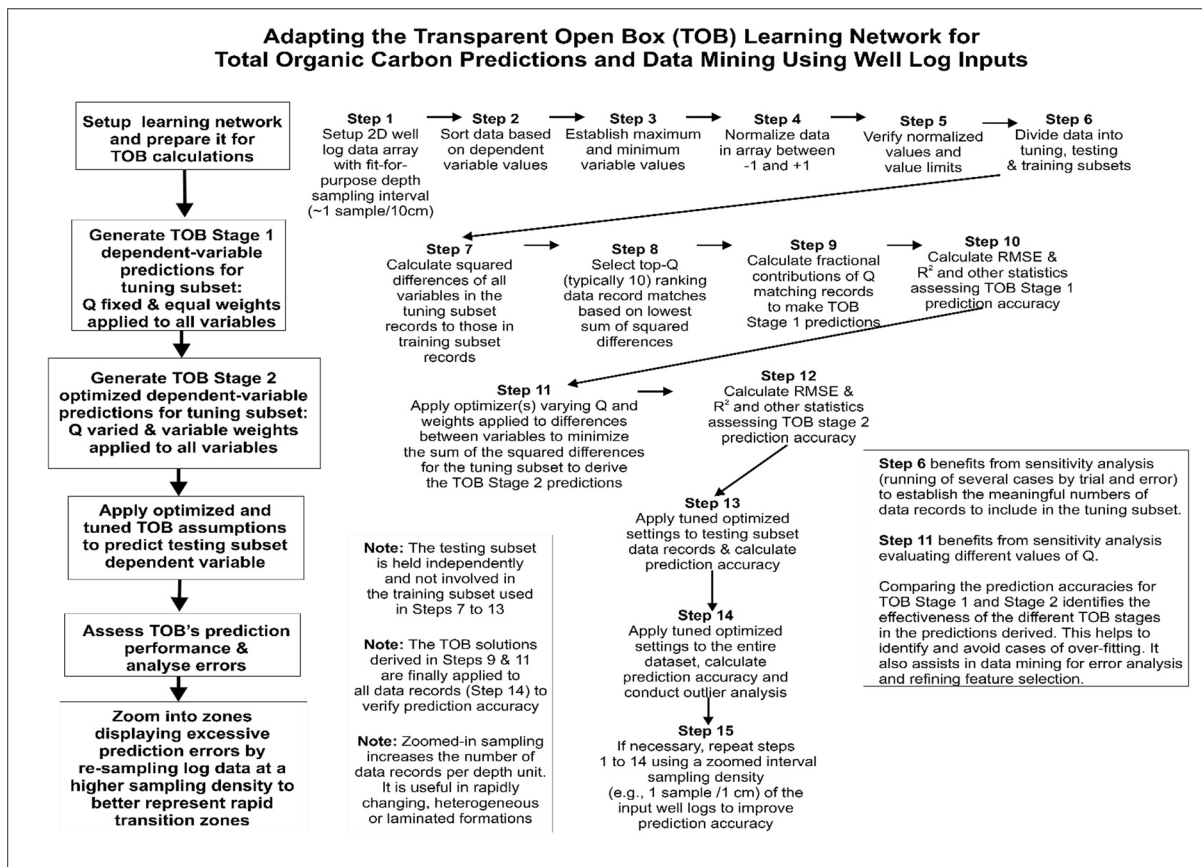 Adapting the Transparent Open Box (TOB) Learning Network for
Total Organic Carbon Predictions and Data Mining Using Well Log Inputs
Setup learning network
and prepare it for
TOB calculations
Generate TOB Stage 1
dependent-variable
predictions for
tuning subset:
Q fixed & equal weights
applied to all variables
Generate TOB Stage 2
optimized dependent-variable
predictions for tuning subset:
Q varied & variable weights
applied to all variables
Apply optimized and
tuned TOB assumptions
to predict testing subset
dependent variable
Assess TOB's prediction
performance &
analyse errors
Zoom into zones
displaying excessive
prediction errors by
re-sampling log data at a
higher sampling density to
better represent rapid
transition zones
Step 1
Setup 2D well
log data array
with fit-for-
purpose depth
sampling interval
(~1 sample/10cm)
Step 2
Sort data based
on dependent
variable values
Step 3
Establish maximum
and minimum
variable values
Step 4
Normalize data
in array between
-1 and +1
Step 5
Verify normalized
values and
value limits
Step 6
Divide data into
tuning, testing
& training subsets
Step 7
Calculate squared
differences of all
variables in the
tuning subset
records to those in
training subset
records
Step 8
Select top-Q
(typically 10) ranking
data record matches
based on lowest
sum of squared
differences
Step 9
Calculate fractional
contributions of Q
matching records
to make TOB
Stage 1 predictions
Step 10
Calculate RMSE &
R² and other statistics
assessing TOB Stage 1
prediction accuracy
Step 11
Apply optimizer(s) varying Q and
weights applied to differences
between variables to minimize
the sum of the squared differences
for the tuning subset to derive
the TOB Stage 2 predictions
Step 12
Calculate RMSE &
R² and other statistics
assessing TOB stage 2
prediction accuracy
Step 13
Apply tuned optimized
settings to testing subset
data records & calculate
prediction accuracy
Step 14
Apply tuned optimized
settings to the entire
dataset, calculate
prediction accuracy and
conduct outlier analysis
Step 15
If necessary, repeat steps
1 to 14 using a zoomed interval
sampling density
(e.g., 1 sample /1 cm) of the
input well logs to improve
prediction accuracy
Note: The testing subset
is held independently
and not involved in
the training subset used
in Steps 7 to 13
Note: The TOB solutions
derived in Steps 9 & 11
are finally applied to
all data records (Step 14) to
verify prediction accuracy
Note: Zoomed-in sampling
increases the number of
data records per depth unit.
It is useful in rapidly
changing, heterogeneous
or laminated formations
Step 6 benefits from sensitivity analysis
(running of several cases by trial and error)
to establish the meaningful numbers of
data records to include in the tuning subset.
Step 11 benefits from sensitivity analysis
evaluating different values of Q.
Comparing the prediction accuracies for
TOB Stage 1 and Stage 2 identifies the
effectiveness of the different TOB stages
in the predictions derived. This helps to
identify and avoid cases of over-fitting. It
also assists in data mining for error analysis
and refining feature selection.